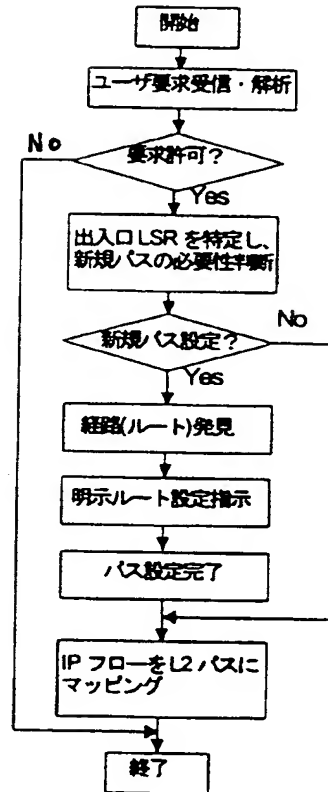 開始
ユーザ要求受信・解析
No
要求許可？
Yes
出入口LSRを特定し、
新規パスの必要性判断
No
新規パス設定？
Yes
経路(ルート)発見
明示ルート設定指示
パス設定完了
IP フローをL2 パスに
マッピング
終了